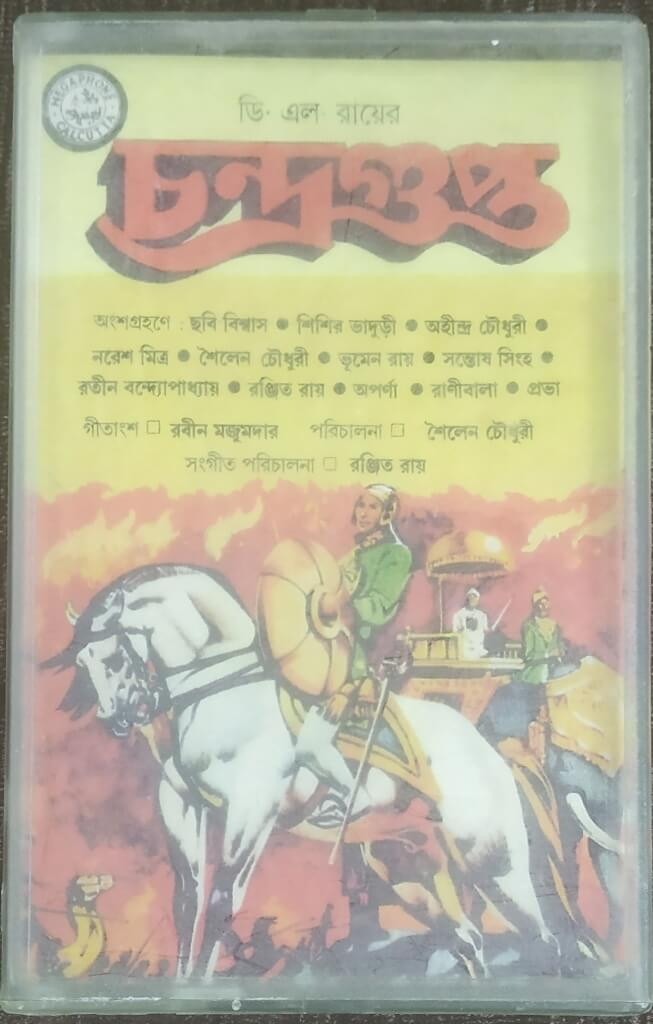 MEGAPHONE
CALCUTTA
ডি· এল· রায়ের
চন্দ্রগুপ্ত
অংশগ্রহণে : ছবি বিশ্বাস ● শিশির ভাদুড়ী ● অহীন্দ্র চৌধুরী ●
নরেশ মিত্র ● শৈলেন চৌধুরী ● ভূমেন রায় ● সন্তোষ সিংহ ●
রতীন বন্দ্যোপাধ্যায় ● রঞ্জিত রায় ● অপর্ণা ● রাণীবালা ● প্রভা
গীতাংশ □ রবীন মজুমদার পরিচালনা □ শৈলেন চৌধুরী
সংগীত পরিচালনা □ রঞ্জিত রায়